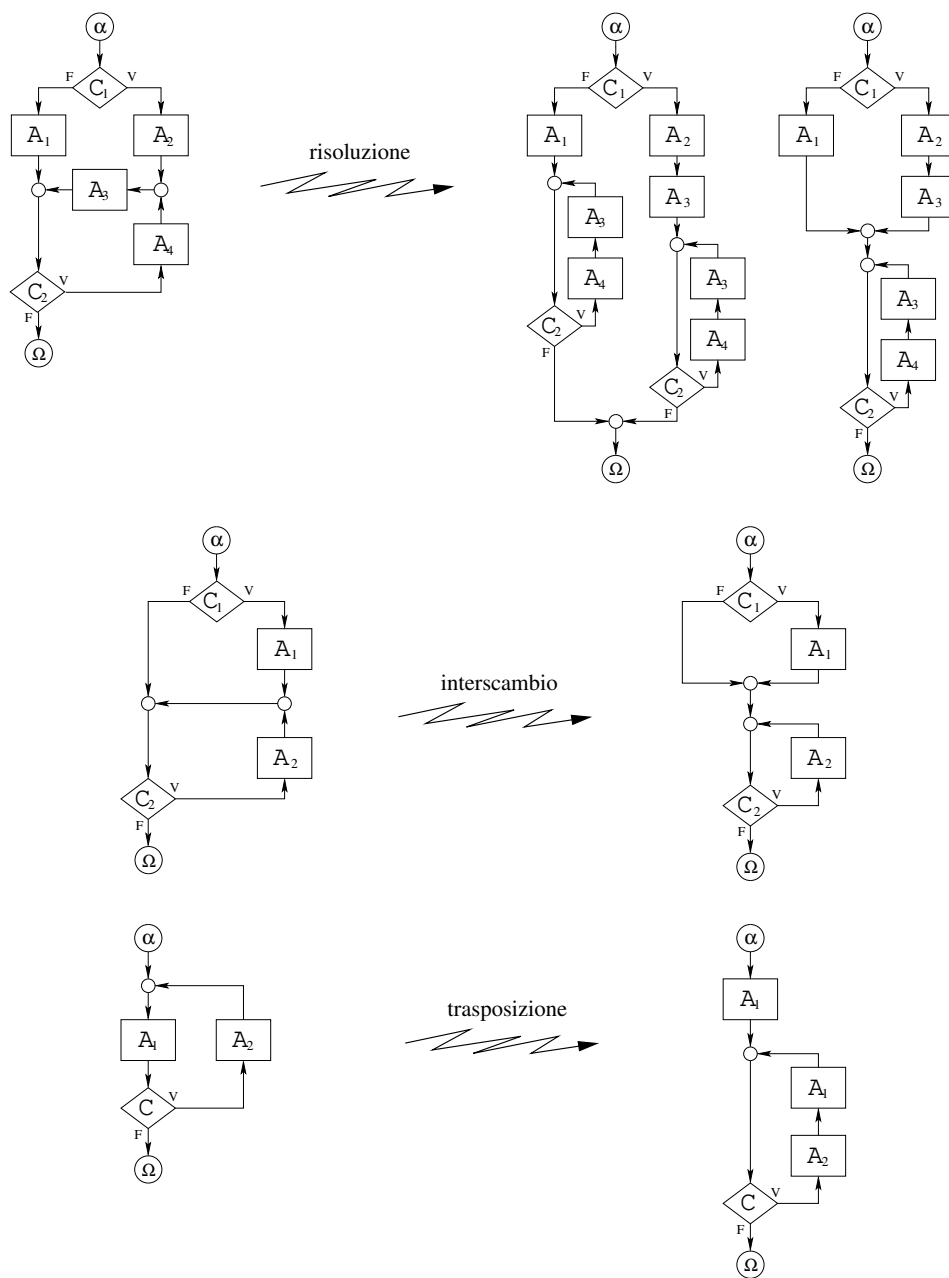 α α α
F C₁ V F C₁ V F C₁ V
A₁ A₂ A₁ A₂ A₁ A₂
risoluzione
A₃ A₃ A₃ A₃
A₄ A₄ A₃ A₃
C₂ V C₂ V A₄ A₄
F F C₂ V C₂ V
Ω F F
Ω Ω
α α
F C₁ V F C₁ V
A₁ A₁
interscambio
A₂ A₂
C₂ V C₂ V
F F
Ω Ω
α α
A₁
trasposizione
A₁ A₂
A₁
C V
F A₂
Ω
C V
F
Ω